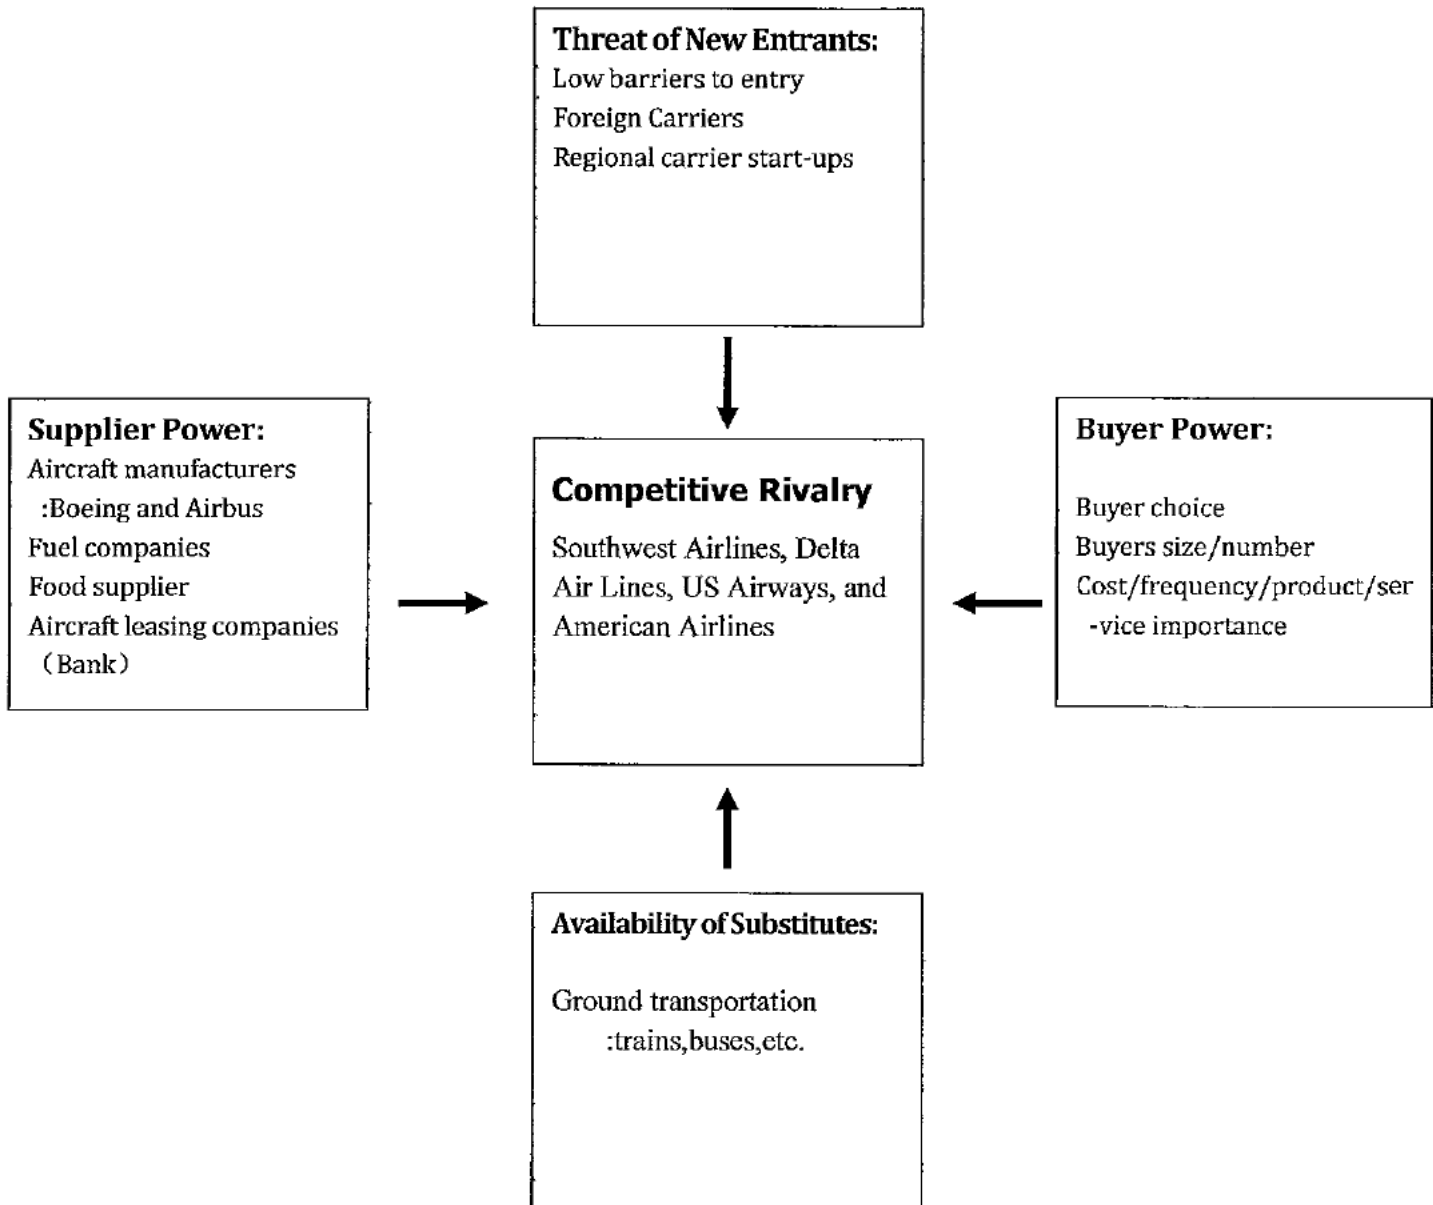 Threat of New Entrants:
Low barriers to entry
Foreign Carriers
Regional carrier start-ups
Supplier Power:
Aircraft manufacturers
:Boeing and Airbus
Fuel companies
Food supplier
Aircraft leasing companies
（Bank）
Competitive Rivalry
Southwest Airlines, Delta
Air Lines, US Airways, and
American Airlines
Buyer Power:
Buyer choice
Buyers size/number
Cost/frequency/product/ser
-vice importance
Availability of Substitutes:
Ground transportation
:trains,buses,etc.